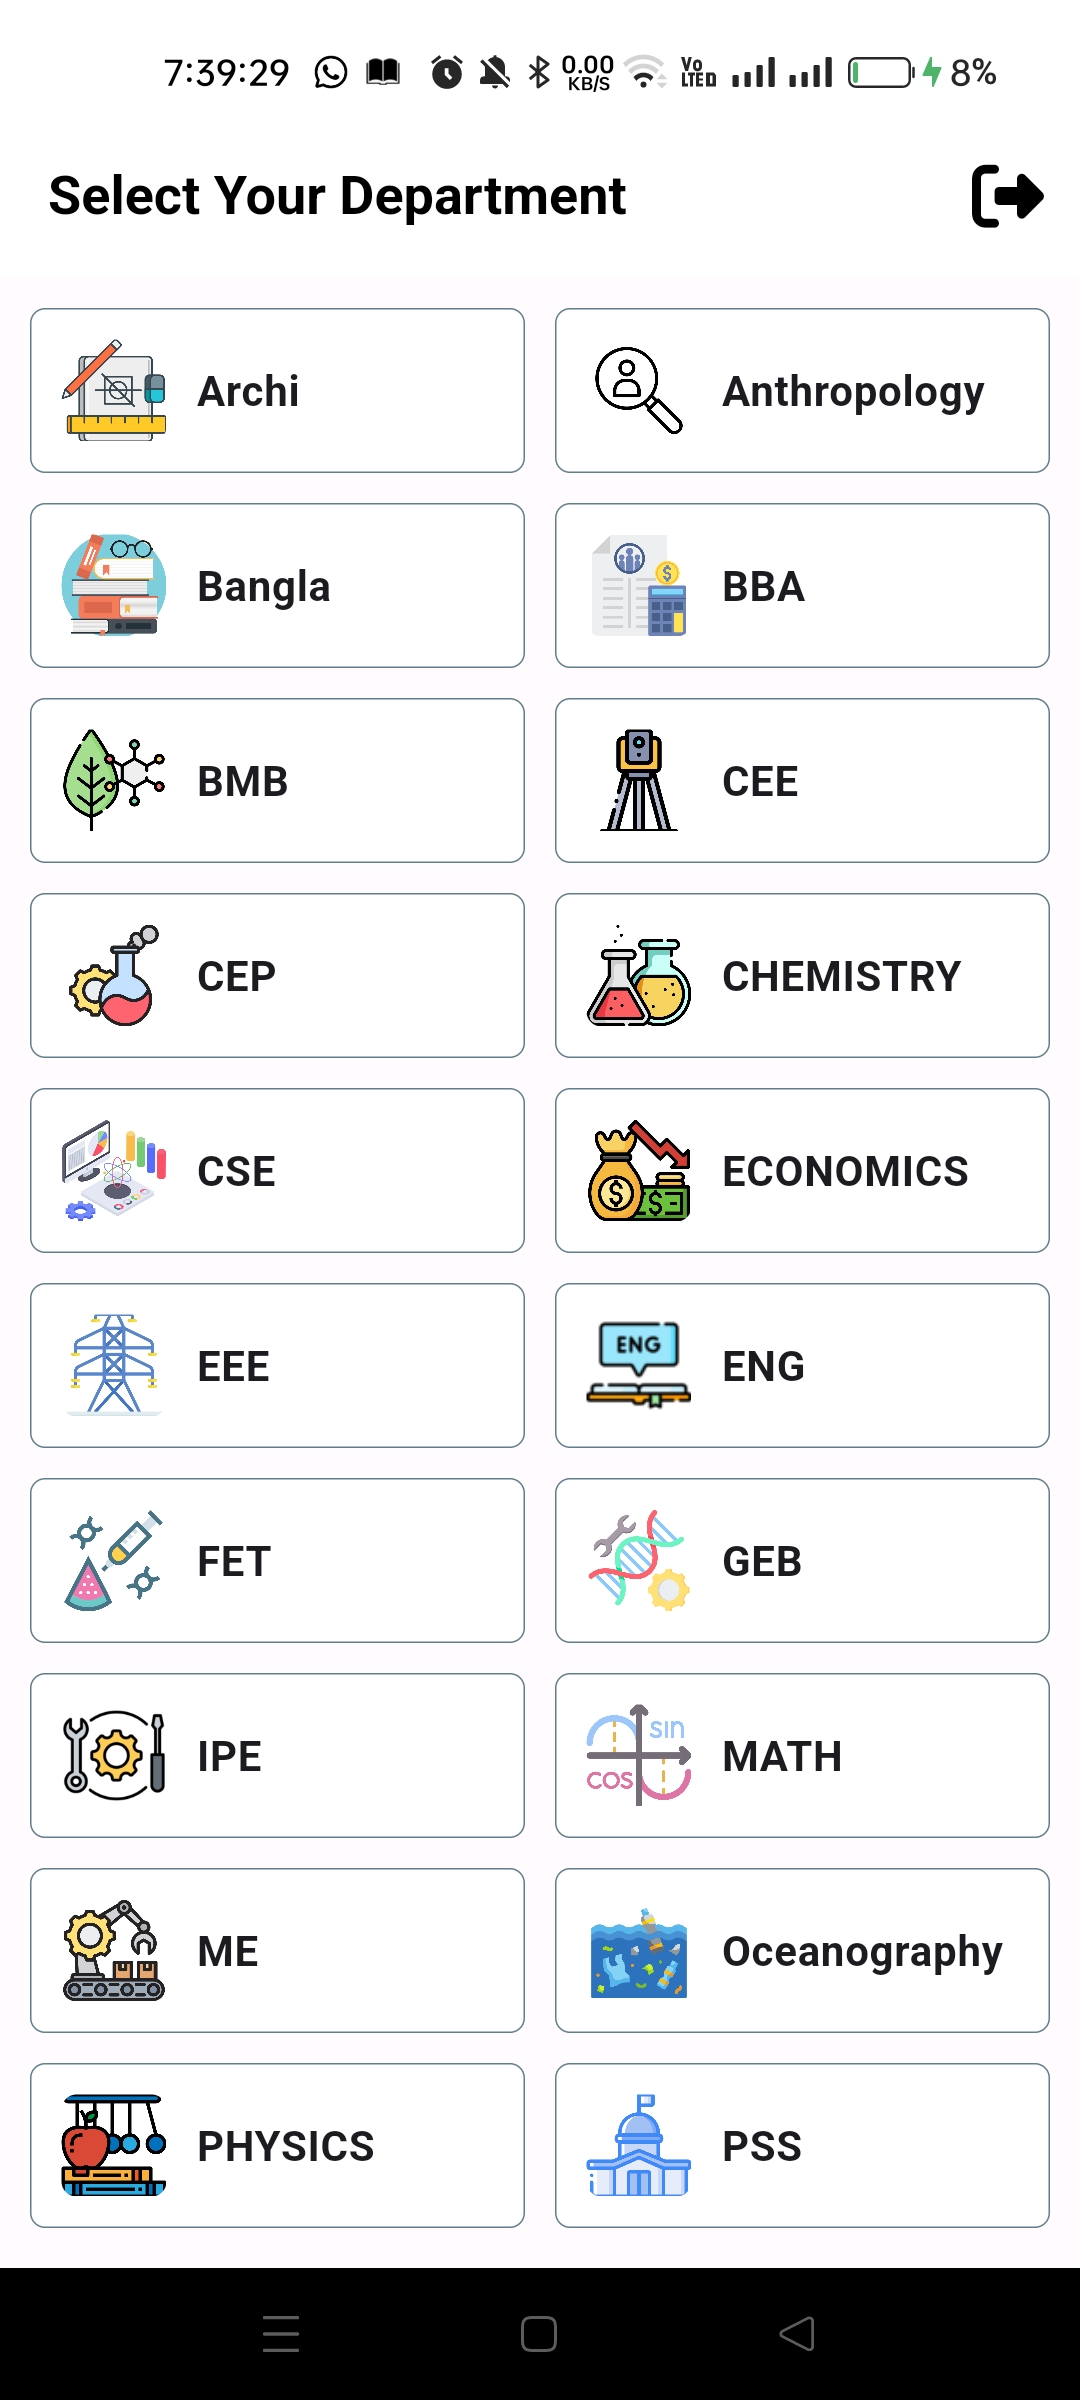 7:39:29 0.00 KB/S Vo LTED 8%
Select Your Department
Archi
Anthropology
Bangla
BBA
BMB
CEE
CEP
CHEMISTRY
CSE
ECONOMICS
EEE
ENG ENG
FET
GEB
IPE
sin cos MATH
ME
Oceanography
PHYSICS
PSS